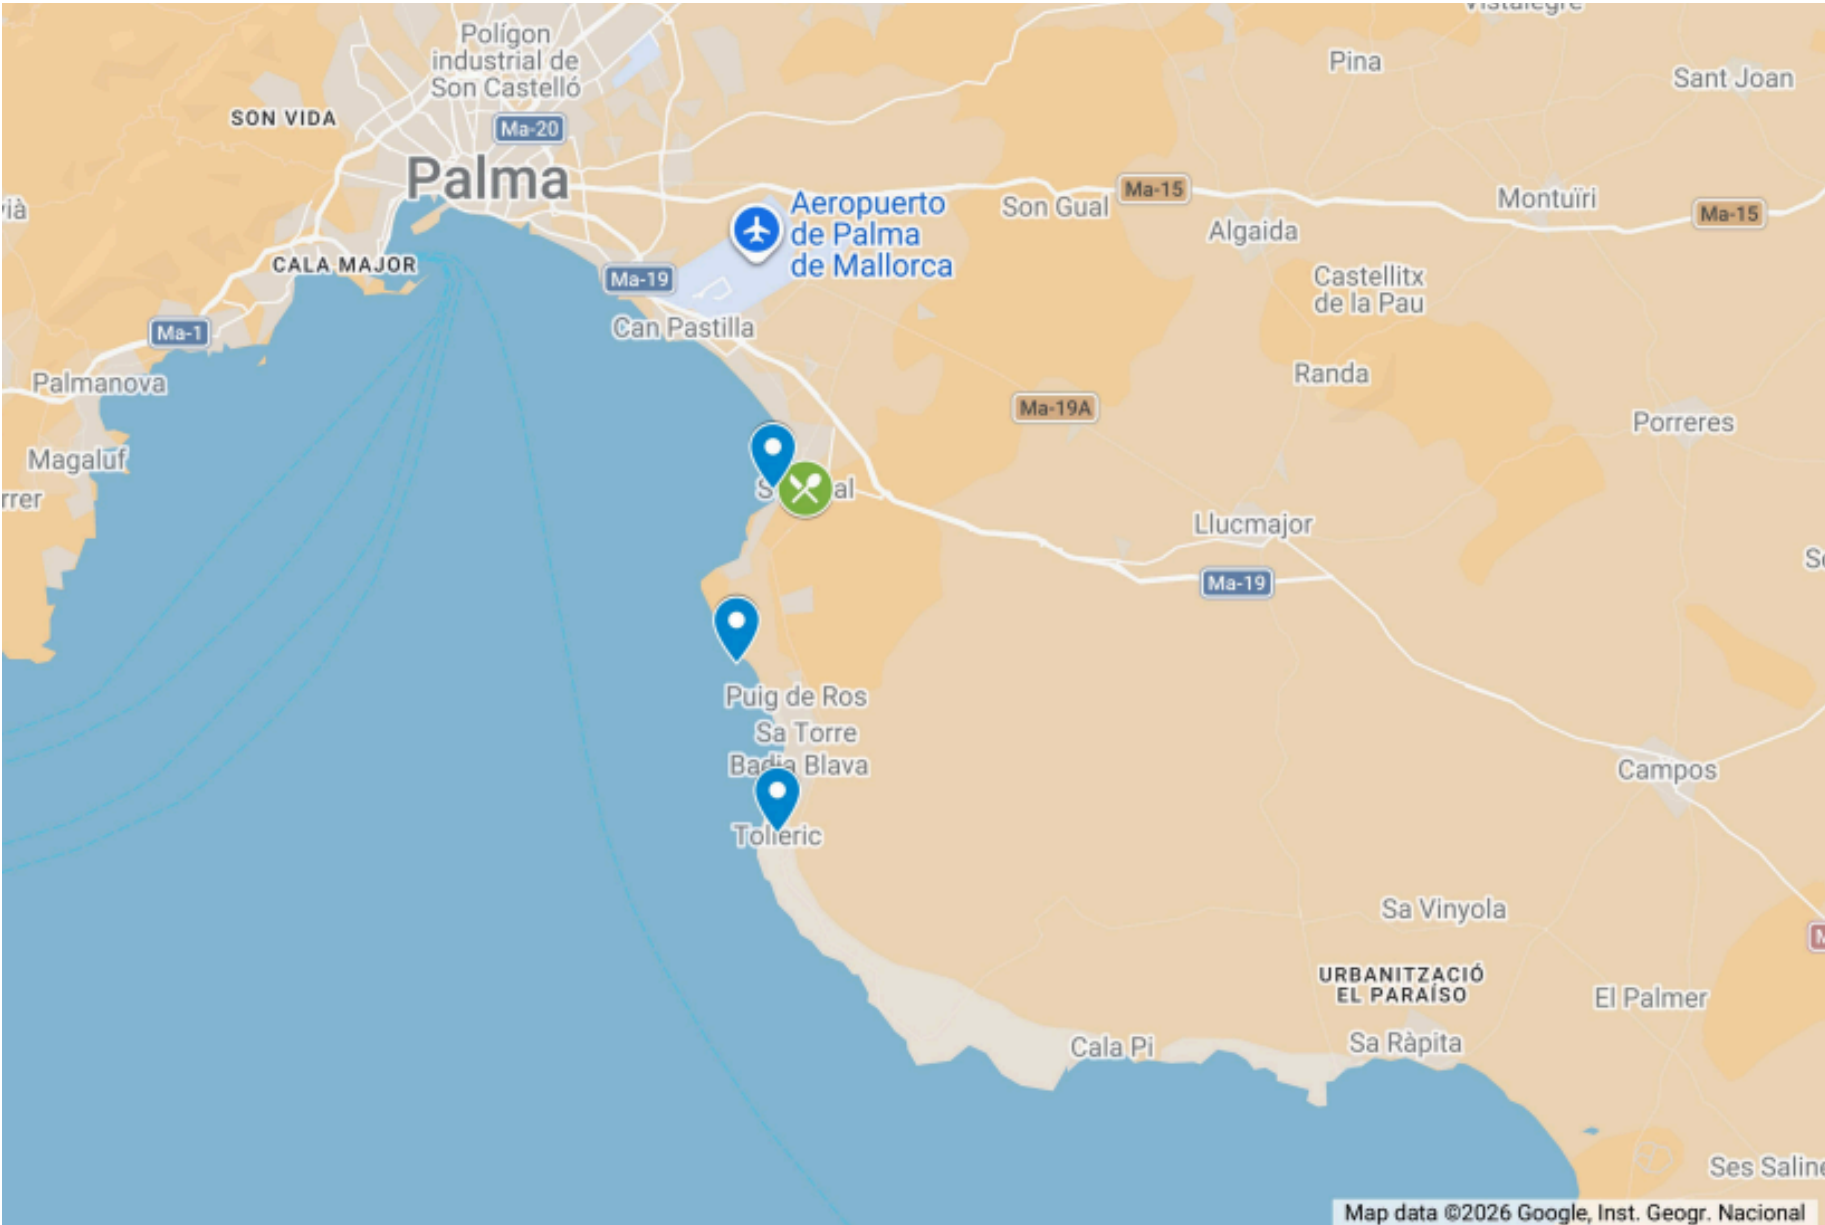 Polígon
industrial de
Son Castelló
Pina
Sant Joan
SON VIDA
Ma-20
Palma
Ma-15
Son Gual
Montuïri
Ma-15
Aeropuerto
de Palma
de Mallorca
Algaida
CALA MAJOR
Ma-19
Castellitx
de la Pau
Can Pastilla
Ma-1
Palmanova
Randa
Ma-19A
Porreres
Magaluf
Llucmajor
Ma-19
Puig de Ros
Sa Torre
Badia Blava
Tolleric
Campos
Sa Vinyola
URBANITZACIÓ
EL PARAÍSO
El Palmer
Cala Pi
Sa Ràpita
Map data ©2026 Google, Inst. Geogr. Nacional